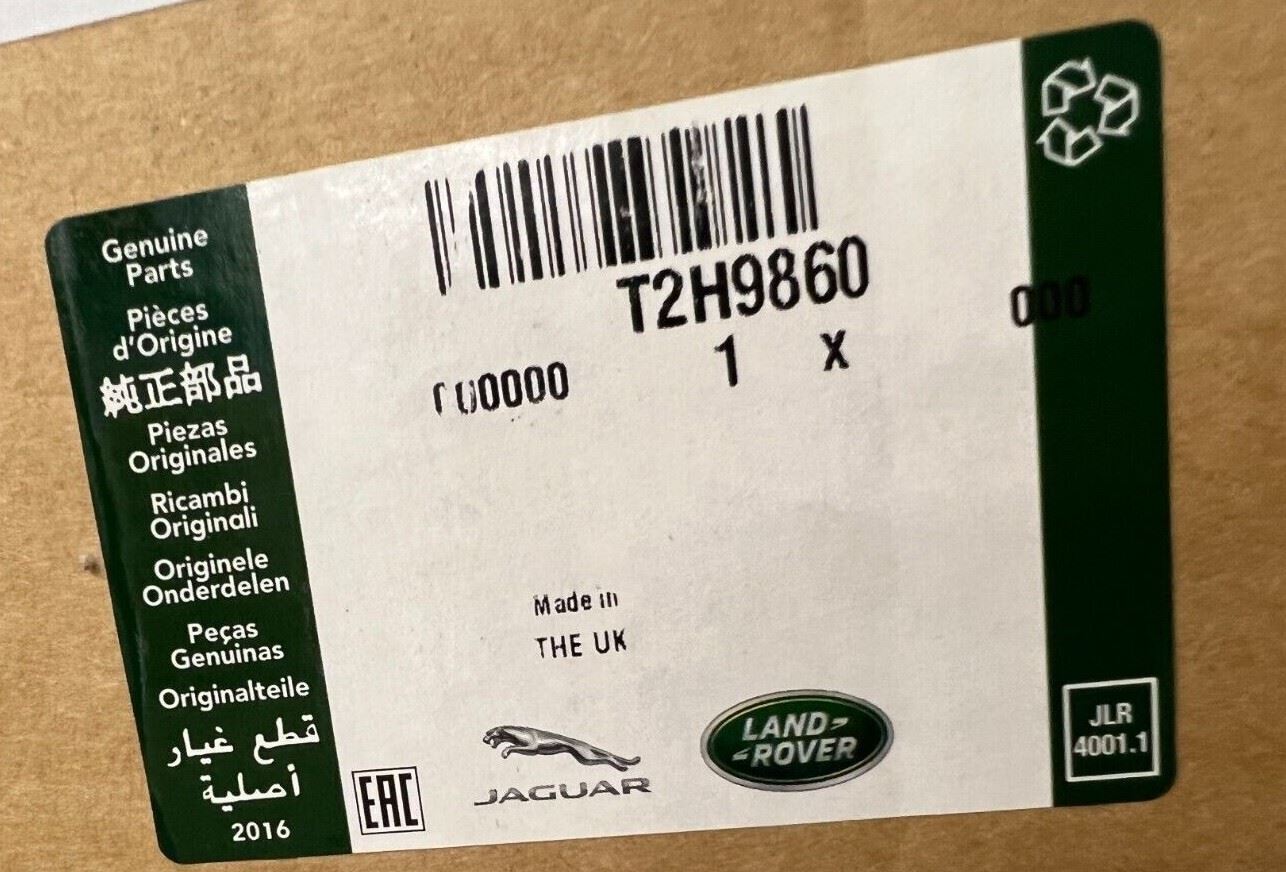 Genuine
Parts
Pièces
d'Origine
純正部品
Piezas
Originales
Ricambi
Originali
Originele
Onderdelen
Peças
Genuinas
Originalteile
قطع غيار
أصلية
2016
T2H9860
000
1 X
Made in
THE UK
EAC
JAGUAR
LAND
ROVER
JLR
4001.1